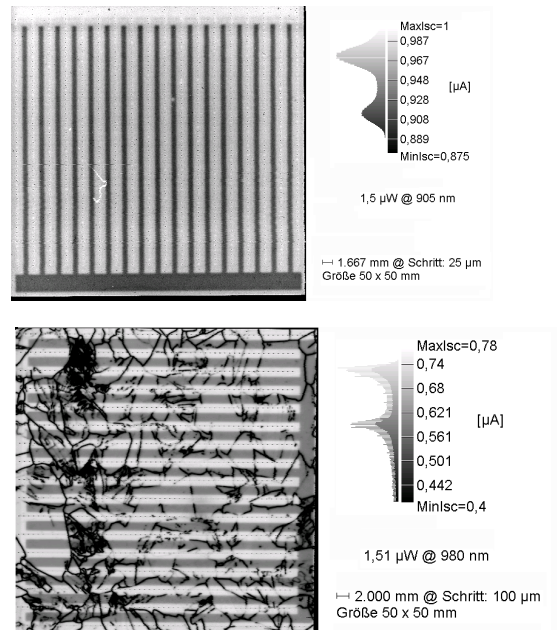 MaxIsc=1
0,987
0,967
0,948
[µA]
0,928
0,908
0,889
MinIsc=0,875
1,5 µW @ 905 nm
1.667 mm @ Schritt: 25 µm
Größe 50 x 50 mm
MaxIsc=0,78
0,74
0,68
0,621
[µA]
0,561
0,501
0,442
MinIsc=0,4
1,51 µW @ 980 nm
2.000 mm @ Schritt: 100 µm
Größe 50 x 50 mm